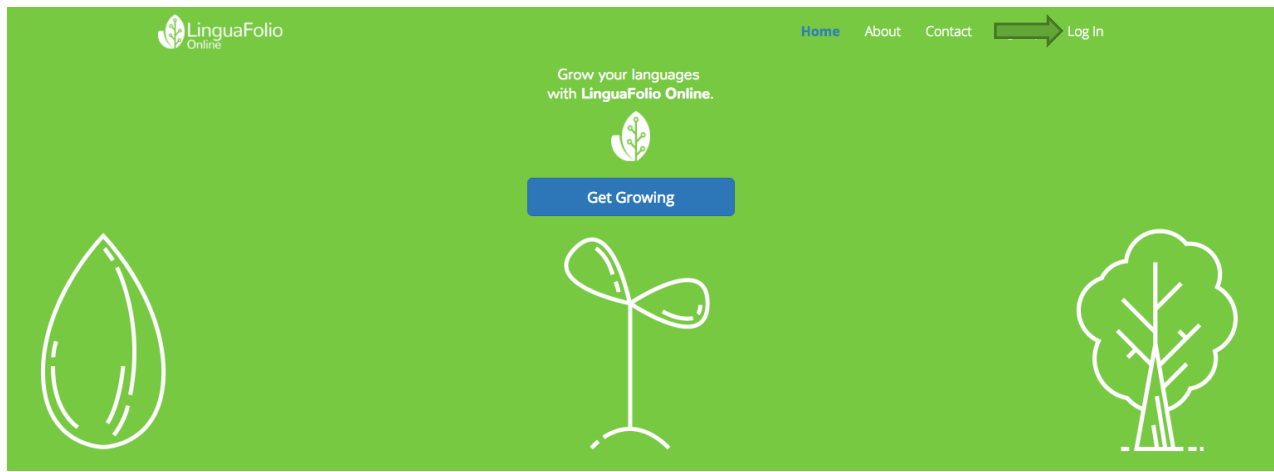 LinguaFolio
Online
Home About Contact Log In
Grow your languages
with LinguaFolio Online.
Get Growing